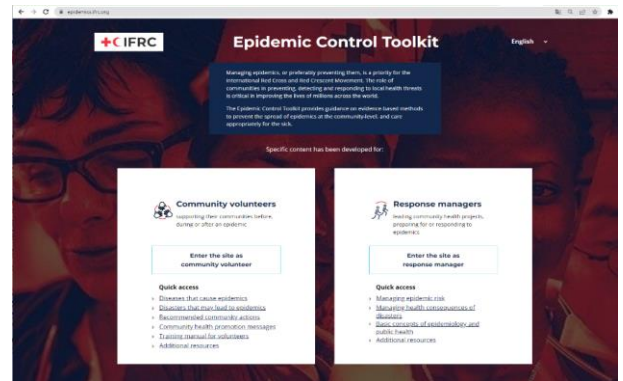 epidemics.ifrc.org
IFRC
Epidemic Control Toolkit
English
Managing epidemics, or preferably preventing them, is a priority for the
International Red Cross and Red Crescent Movement. The role of
communities in preventing, detecting and responding to local health threats
is critical in improving the lives of millions across the world.
The Epidemic Control Toolkit provides guidance on evidence-based methods
to prevent the spread of epidemics at the community-level, and care
appropriately for the sick.
Specific content has been developed for:
Community volunteers
supporting their communities before,
during or after an epidemic
Enter the site as
community volunteer
Quick access
Diseases that cause epidemics
Disasters that may lead to epidemics
Recommended community actions
Community health promotion messages
Training manual for volunteers
Additional resources
Response managers
leading community health projects,
preparing for or responding to
epidemics
Enter the site as
response manager
Quick access
Managing epidemic risk
Managing health consequences of
disasters
Basic concepts of epidemiology and
public health
Additional resources